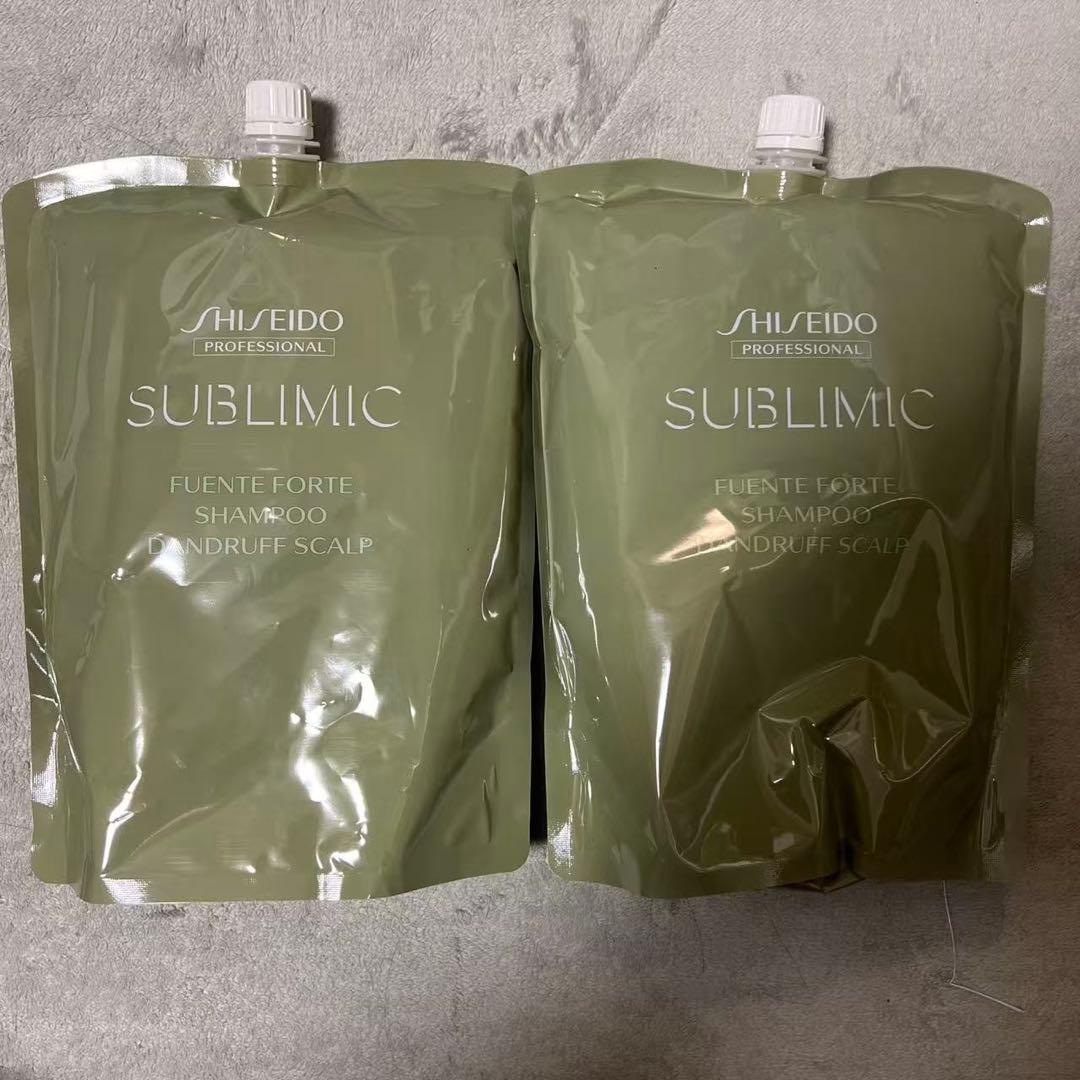 SHISEIDO
PROFESSIONAL
SUBLIMIC
FUENTE FORTE
SHAMPOO
DANDRUFF SCALP
SHISEIDO
PROFESSIONAL
SUBLIMIC
FUENTE FORTE
SHAMPOO
DANDRUFF SCALP